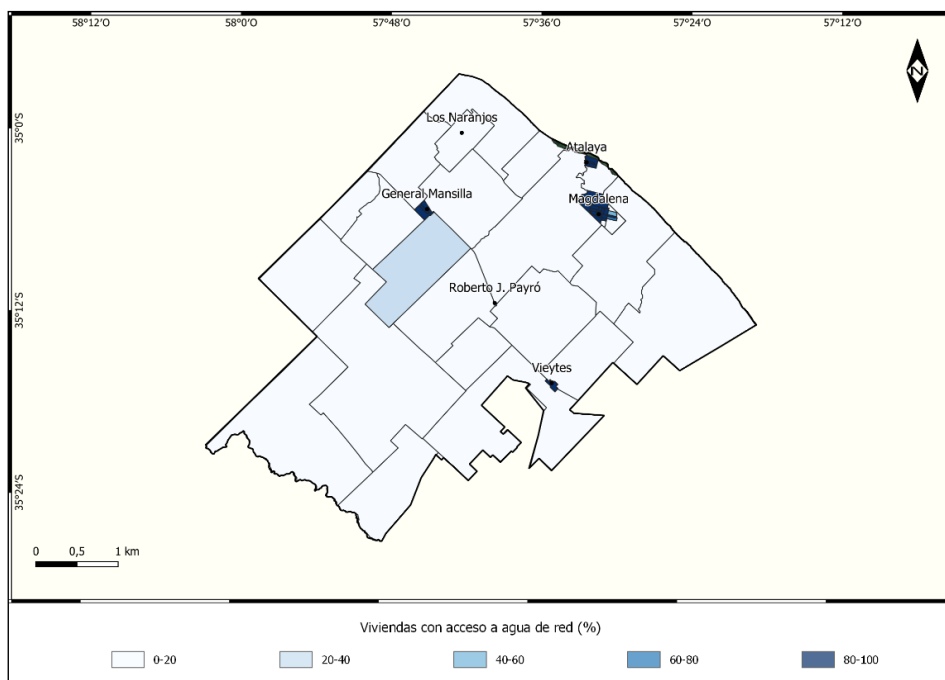 58°12'O 58°0'O 57°48'O 57°36'O 57°24'O 57°12'O
N
35°0'S
Los Naranjos
Atalaya
General Mansilla
Magdalena
35°12'S
Roberto J. Payró
Vieytes
35°24'S
0 0,5 1 km
Viviendas con acceso a agua de red (%)
0-20 20-40 40-60 60-80 80-100